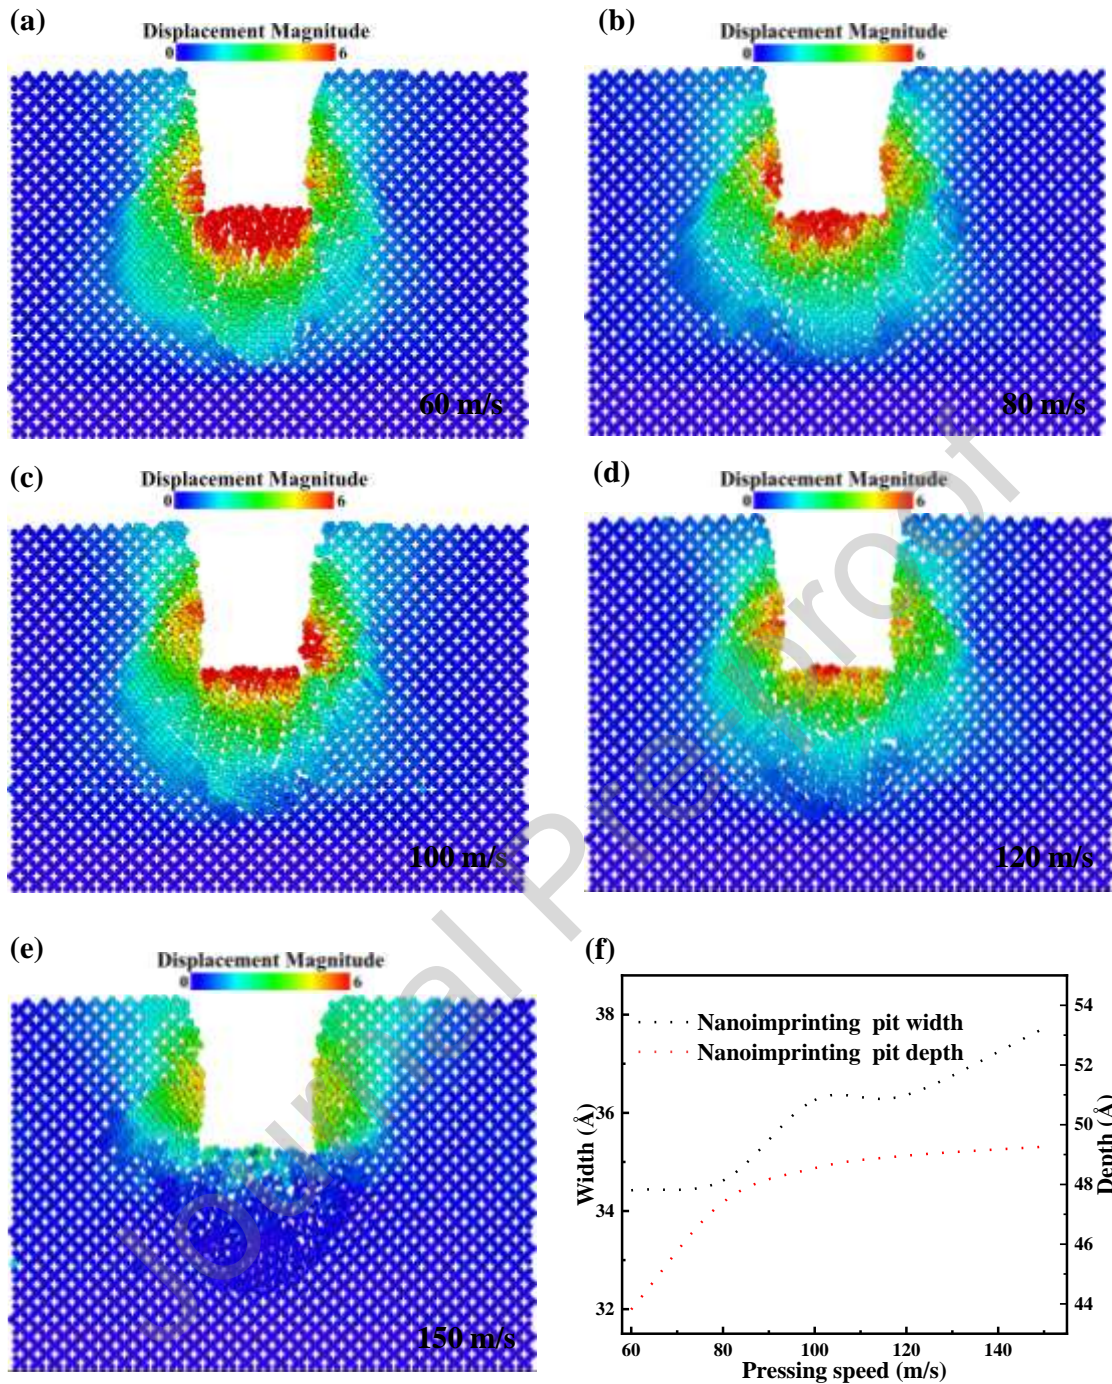 (a)
Displacement Magnitude
0 6
60 m/s
(b)
Displacement Magnitude
0 6
80 m/s
(c)
Displacement Magnitude
0 6
100 m/s
(d)
Displacement Magnitude
0 6
120 m/s
(e)
Displacement Magnitude
0 6
150 m/s
(f)
Nanoimprinting pit width
Nanoimprinting pit depth
Width (Å)
38
36
34
32
Depth (Å)
54
52
50
48
46
44
60 80 100 120 140
Pressing speed (m/s)
Journal Pre-proof